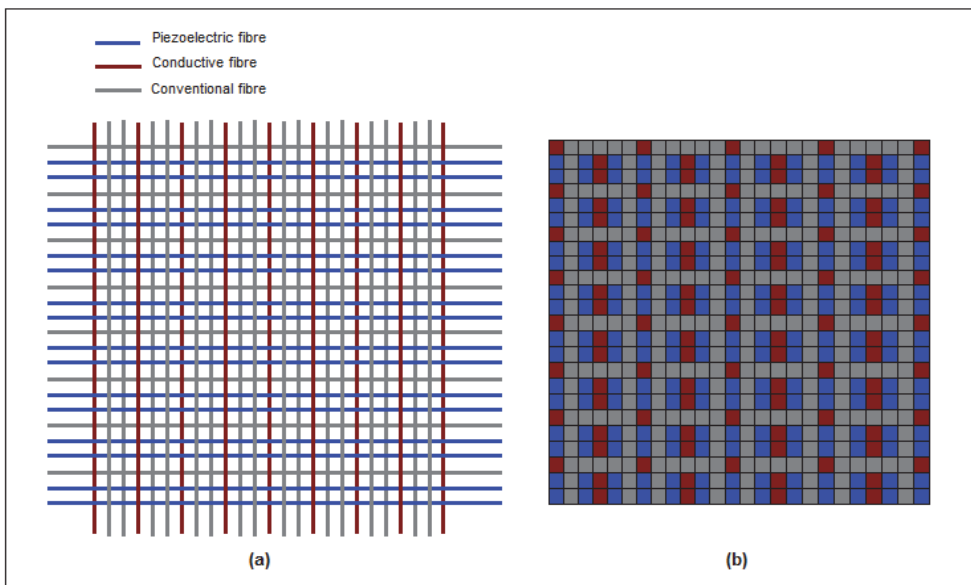 Piezoelectric fibre
Conductive fibre
Conventional fibre
(a)
(b)